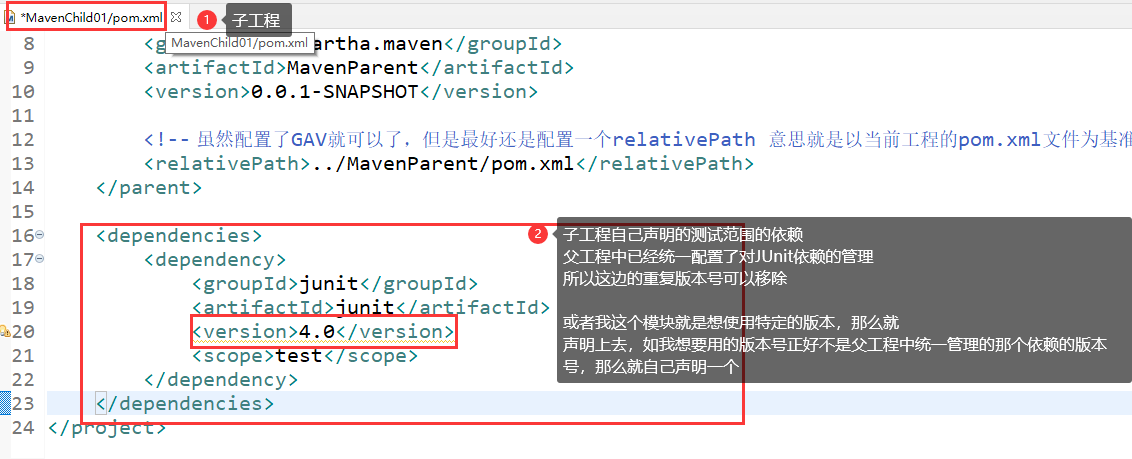 *MavenChild01/pom.xml
1 子工程
MavenChild01/pom.xml
8 artha.maven</groupId>
9 <artifactId>MavenParent</artifactId>
10 <version>0.0.1-SNAPSHOT</version>
11
12 <!-- 虽然配置了GAV就可以了，但是最好还是配置一个relativePath 意思就是以当前工程的pom.xml文件为基准
13 <relativePath>../MavenParent/pom.xml</relativePath>
14 </parent>
15
16 <dependencies>
17 <dependency>
18 <groupId>junit</groupId>
19 <artifactId>junit</artifactId>
20 <version>4.0</version>
21 <scope>test</scope>
22 </dependency>
23 </dependencies>
24 </project>
2 子工程自己声明的测试范围的依赖
父工程中已经统一配置了对JUnit依赖的管理
所以这边的重复版本号可以移除
或者我这个模块就是想使用特定的版本，那么就
声明上去，如我想要用的版本号正好不是父工程中统一管理的那个依赖的版本
号，那么就自己声明一个